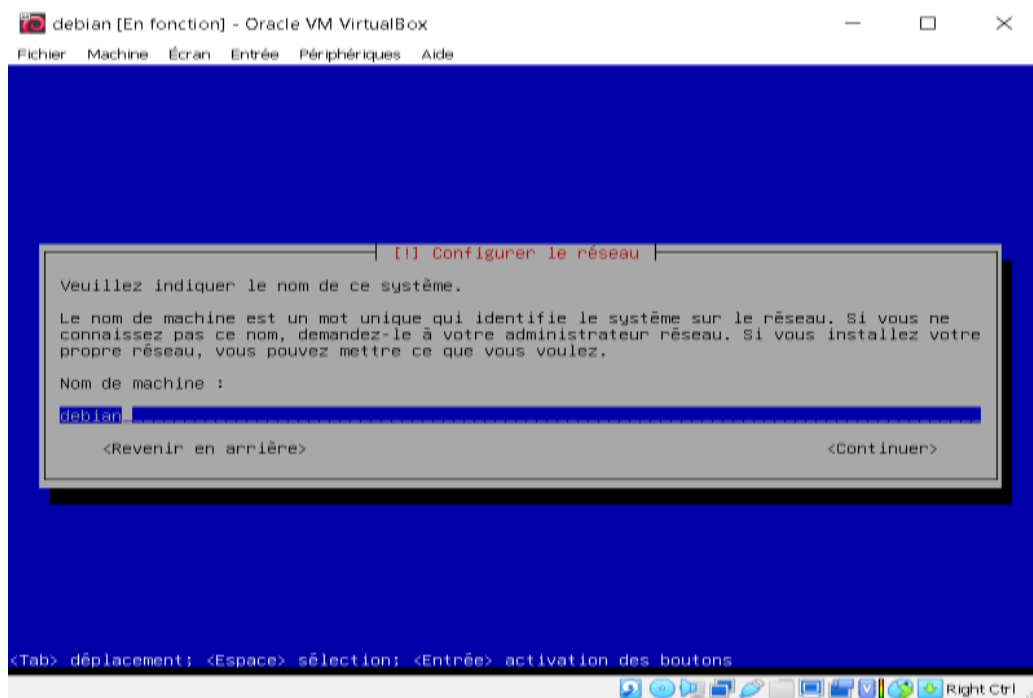 debian [En fonction] - Oracle VM VirtualBox
Fichier Machine Écran Entrée Périphériques Aide
[!] Configurer le réseau
Veuillez indiquer le nom de ce système.
Le nom de machine est un mot unique qui identifie le système sur le réseau. Si vous ne
connaissez pas ce nom, demandez-le à votre administrateur réseau. Si vous installez votre
propre réseau, vous pouvez mettre ce que vous voulez.
Nom de machine :
debian
<Revenir en arrière> <Continuer>
<Tab> déplacement; <Espace> sélection; <Entrée> activation des boutons
Right Ctrl